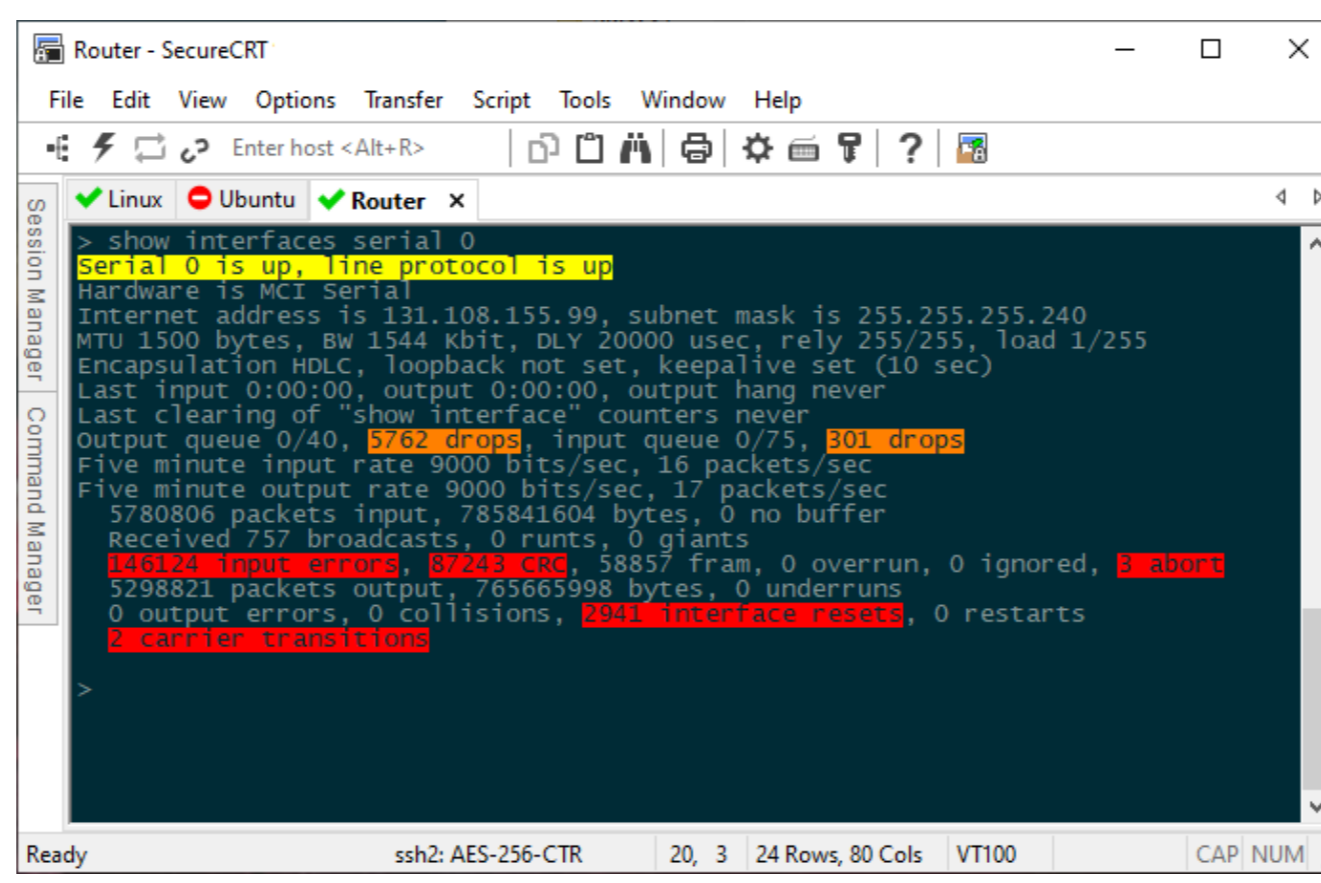 Router - SecureCRT
File Edit View Options Transfer Script Tools Window Help
Enter host <Alt+R>
Linux Ubuntu Router
Session Manager
Command Manager
> show interfaces serial 0
Serial 0 is up, line protocol is up
Hardware is MCI Serial
Internet address is 131.108.155.99, subnet mask is 255.255.255.240
MTU 1500 bytes, BW 1544 Kbit, DLY 20000 usec, rely 255/255, load 1/255
Encapsulation HDLC, loopback not set, keepalive set (10 sec)
Last input 0:00:00, output 0:00:00, output hang never
Last clearing of "show interface" counters never
Output queue 0/40, 5762 drops, input queue 0/75, 301 drops
Five minute input rate 9000 bits/sec, 16 packets/sec
Five minute output rate 9000 bits/sec, 17 packets/sec
5780806 packets input, 785841604 bytes, 0 no buffer
Received 757 broadcasts, 0 runts, 0 giants
146124 input errors, 87243 CRC, 58857 fram, 0 overrun, 0 ignored, 3 abort
5298821 packets output, 765665998 bytes, 0 underruns
0 output errors, 0 collisions, 2941 interface resets, 0 restarts
2 carrier transitions
>
Ready ssh2: AES-256-CTR 20, 3 24 Rows, 80 Cols VT100 CAP NUM